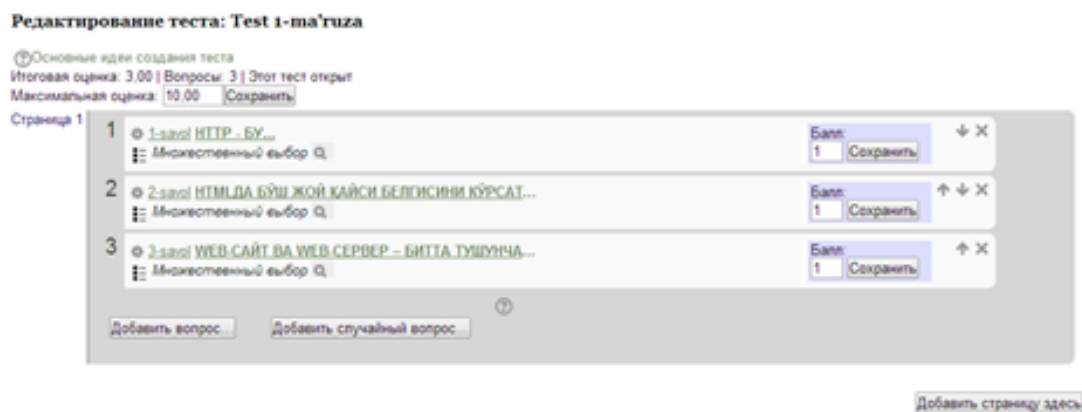 Редактирование теста: Test 1-ma'ruza
Основные идеи создания теста
Итоговая оценка: 3,00 | Вопросы: 3 | Этот тест открыт
Максимальная оценка: 10,00 Сохранить
Страница 1
1 1-savol HTTP - БУ...
Множественный выбор
Балл:
1 Сохранить
2 2-savol HTMLДА БЎШ ЖОЙ ҚАЙСИ БЕЛГИСИНИ КЎРСАТ...
Множественный выбор
Балл:
1 Сохранить
3 3-savol WEB-САЙТ ВА WEB-СЕРВЕР – БИТТА ТУШУНЧА...
Множественный выбор
Балл:
1 Сохранить
Добавить вопрос... Добавить случайный вопрос...
Добавить страницу здесь